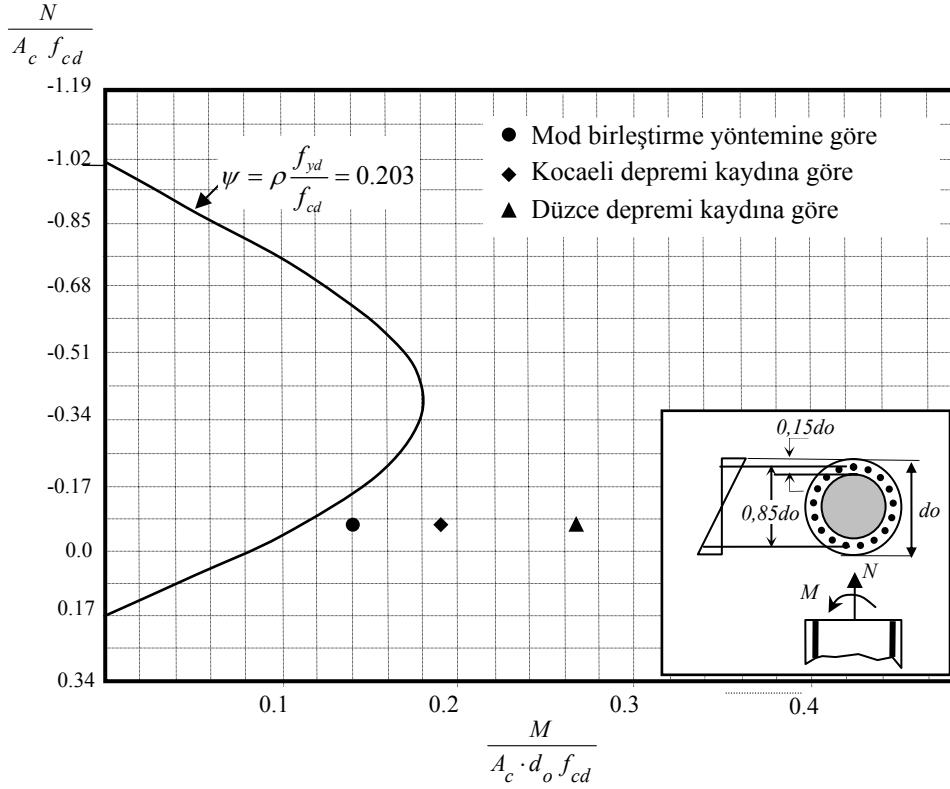 N
A_c f_cd
-1.19
-1.02
-0.85
-0.68
-0.51
-0.34
-0.17
0.0
0.17
0.34
ψ = ρ f_yd / f_cd = 0.203
● Mod birleştirme yöntemine göre
◆ Kocaeli depremi kaydına göre
▲ Düzce depremi kaydına göre
0,15do
0,85do
do
N
M
0.1 0.2 0.3 0.4
M
A_c · d_o f_cd